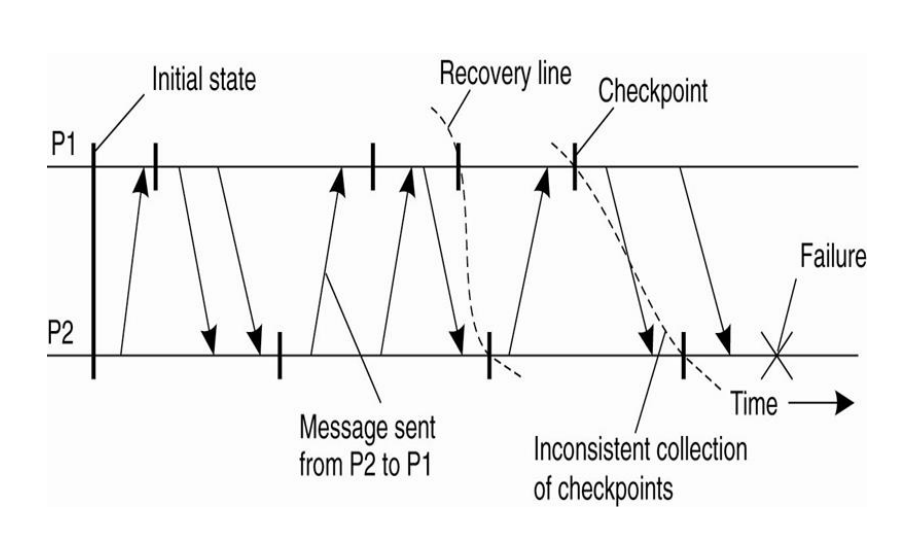 Initial state
Recovery line
Checkpoint
P1
Failure
P2
Time
Message sent
from P2 to P1
Inconsistent collection
of checkpoints